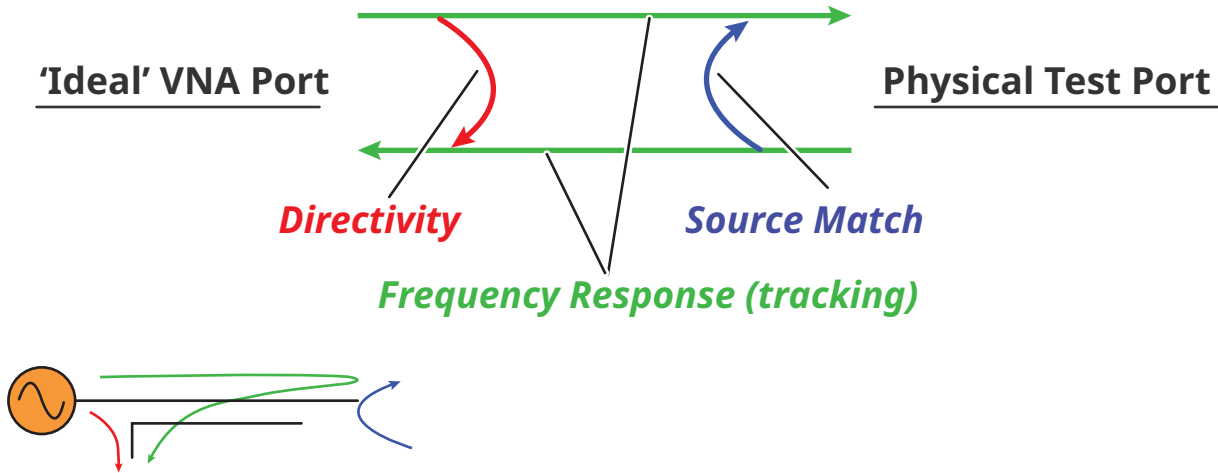 ‘Ideal’ VNA Port
Physical Test Port
Directivity
Source Match
Frequency Response (tracking)